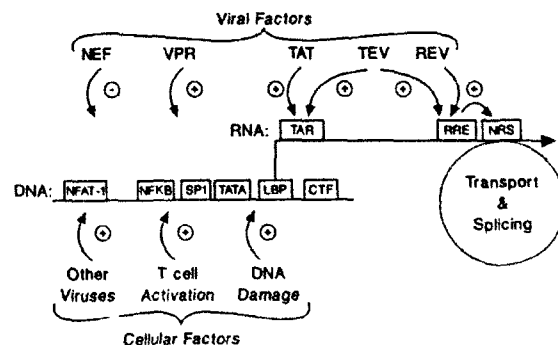 Viral Factors
NEF VPR TAT TEV REV
⊖ ⊕ ⊕ ⊕ ⊕ ⊕
RNA: TAR RRE NRS
DNA: NFAT-1 NFKB SP1 TATA LBP CTF
Transport
&
Splicing
⊕ ⊕ ⊕
Other T cell DNA
Viruses Activation Damage
Cellular Factors